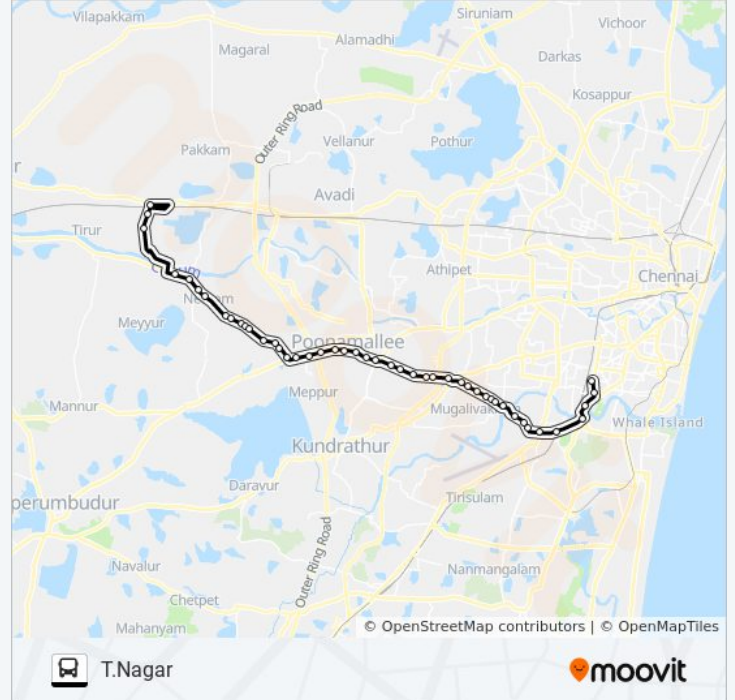 Vilapakkam
Siruniam
Vichoor
Magaral
Alamadhi
Darkas
Kosappur
Outer Ring Road
Vellanur
Pothur
Pakkam
Avadi
Tirur
Athipet
Chennai
Meyyur
Poonamallee
Meppur
Mannur
Whale Island
Kundrathur
Daravur
Tirisulam
perumbudur
Outer Ring Road
Navalur
Nanmangalam
Chetpet
Mahanyam
© OpenStreetMap contributors | © OpenMapTiles
T.Nagar
moovit